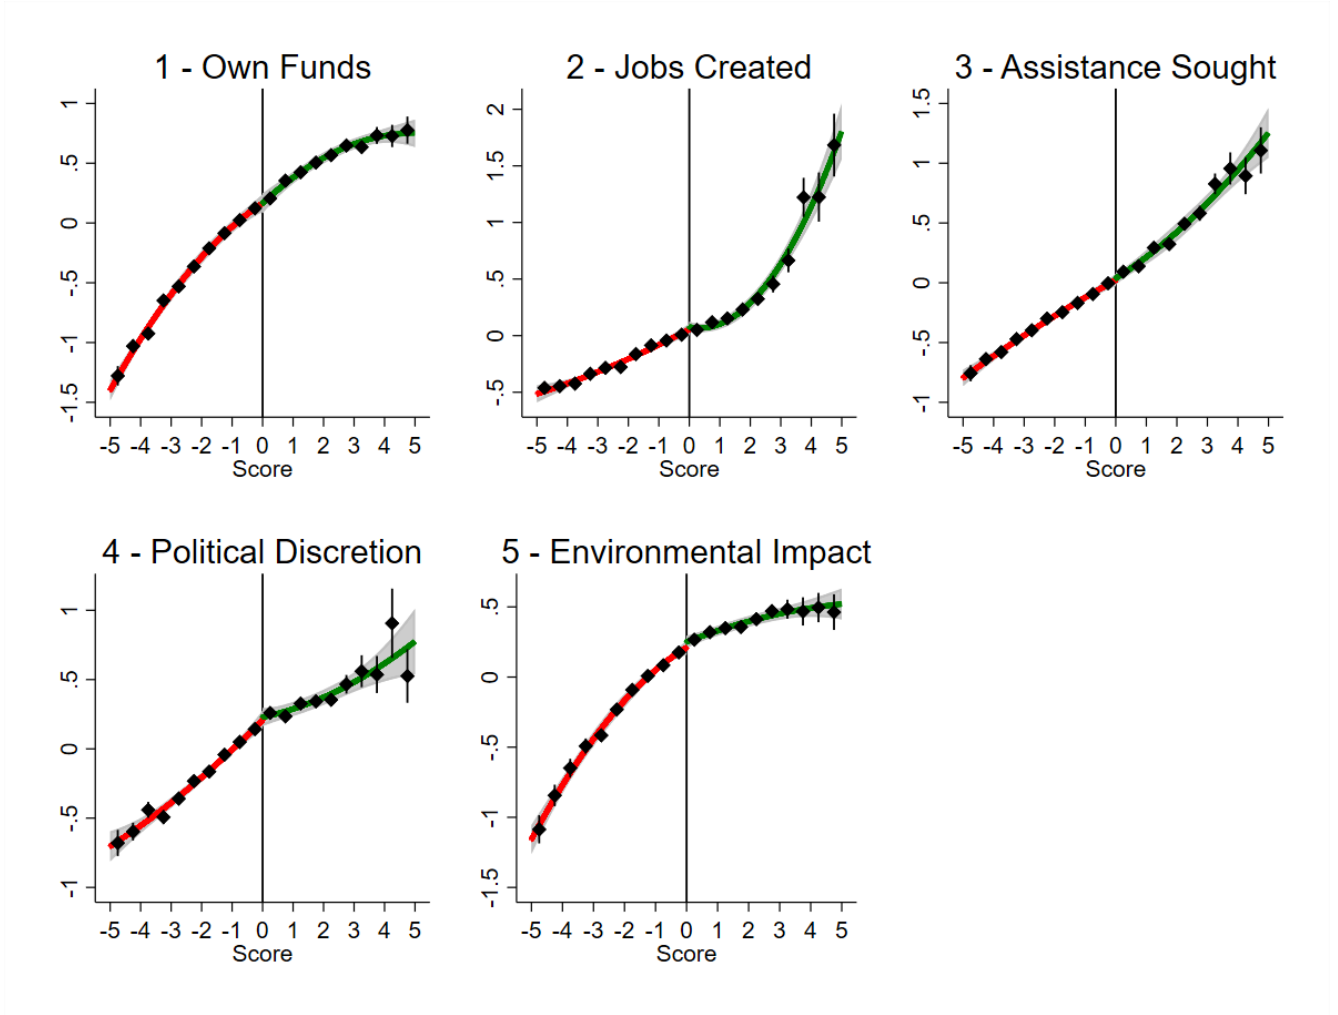 1 - Own Funds
1
.5
0
-.5
-1
-1.5
-5 -4 -3 -2 -1 0 1 2 3 4 5
Score
2 - Jobs Created
2
1.5
1
.5
0
-.5
-5 -4 -3 -2 -1 0 1 2 3 4 5
Score
3 - Assistance Sought
1.5
1
.5
0
-.5
-1
-5 -4 -3 -2 -1 0 1 2 3 4 5
Score
4 - Political Discretion
1
.5
0
-.5
-1
-5 -4 -3 -2 -1 0 1 2 3 4 5
Score
5 - Environmental Impact
.5
0
-.5
-1
-1.5
-5 -4 -3 -2 -1 0 1 2 3 4 5
Score